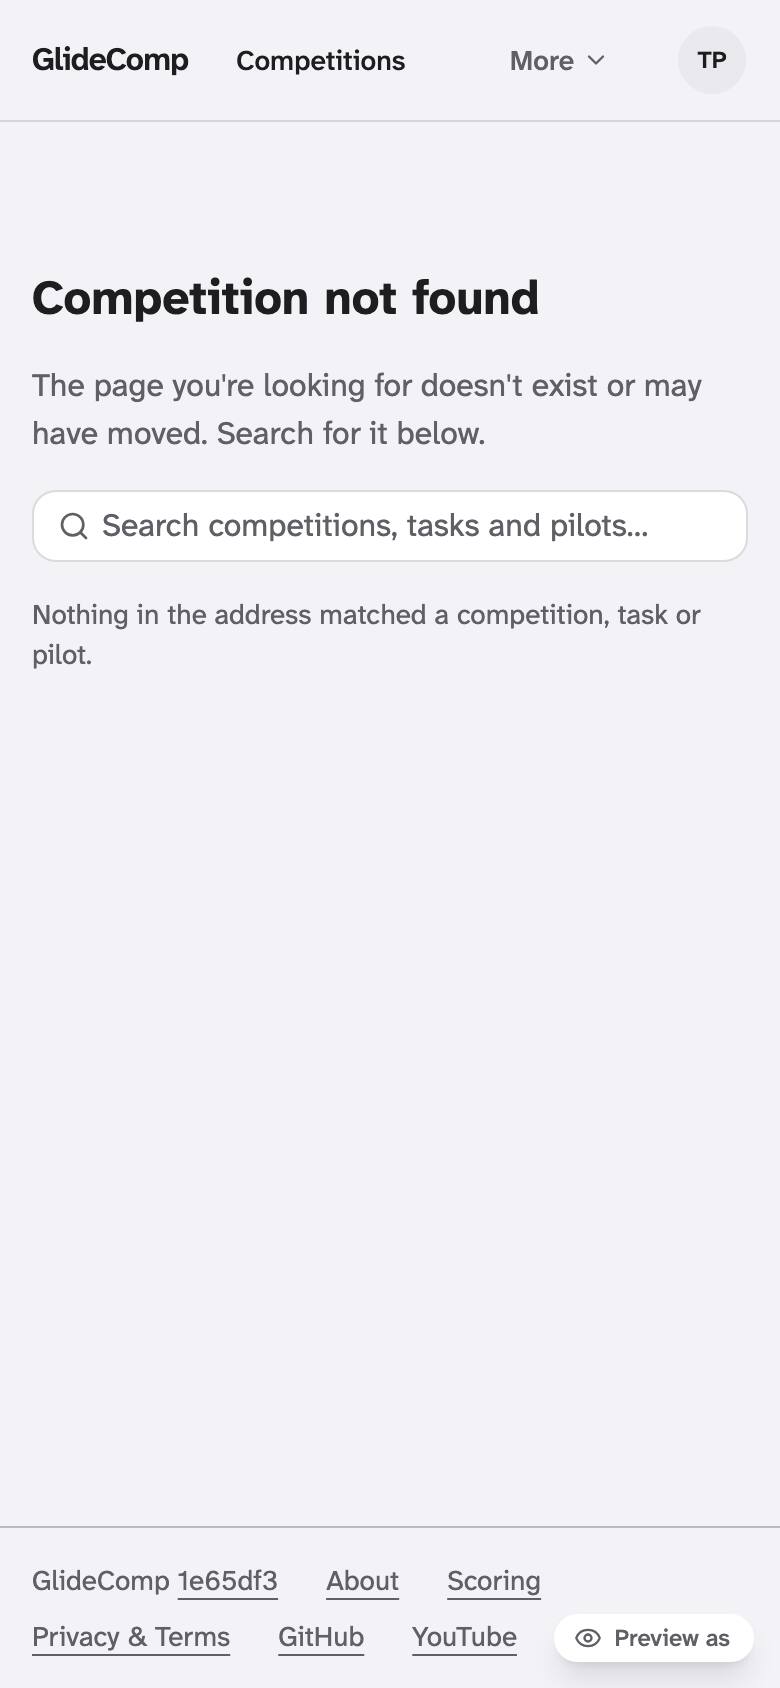 GlideComp Competitions More TP
Competition not found
The page you're looking for doesn't exist or may
have moved. Search for it below.
Search competitions, tasks and pilots...
Nothing in the address matched a competition, task or
pilot.
GlideComp 1e65df3 About Scoring
Privacy & Terms GitHub YouTube Preview as